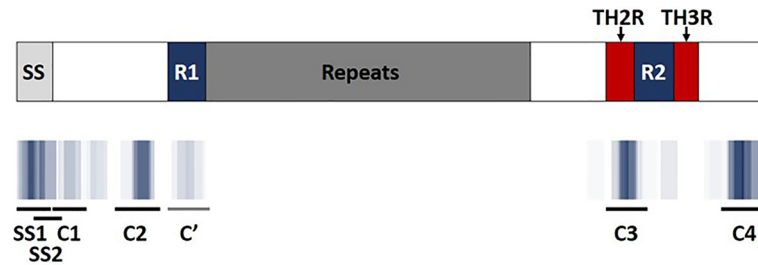 TH2R TH3R
SS R1 Repeats R2
SS1 C1 C2 C' C3 C4
SS2